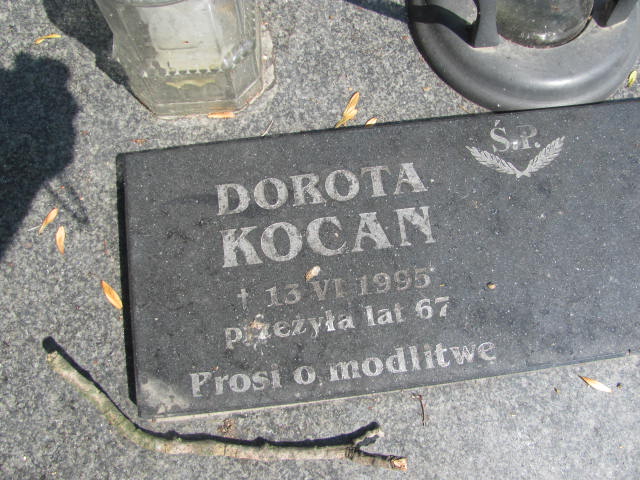 Ś.P.
DOROTA
KOCAN
† 13 VI 1995
przeżyła lat 67
Prosi o modlitwę